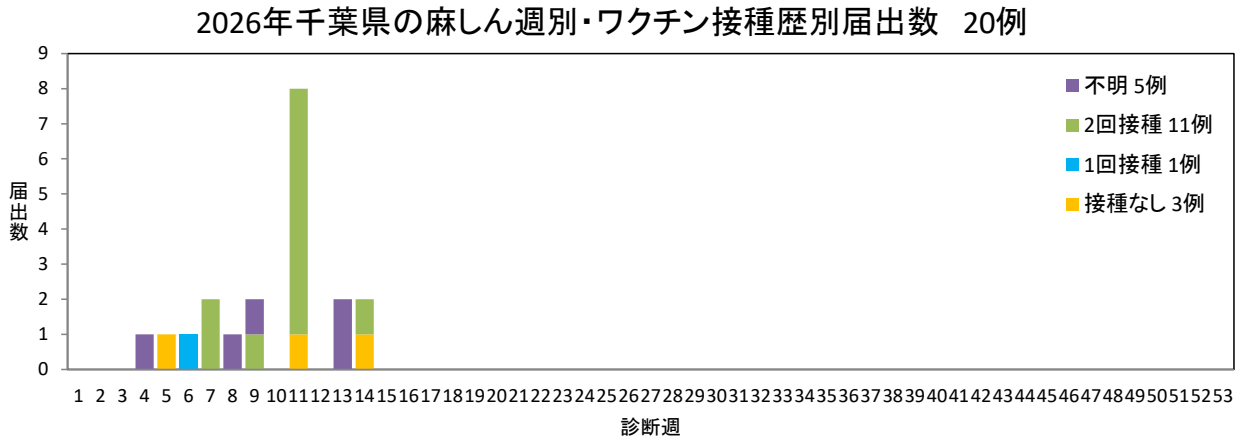 2026年千葉県の麻しん週別・ワクチン接種歴別届出数 20例
9
8
7
6
5
4
3
2
1
0
届出数
不明 5例
2回接種 11例
1回接種 1例
接種なし 3例
1 2 3 4 5 6 7 8 9 10 11 12 13 14 15 16 17 18 19 20 21 22 23 24 25 26 27 28 29 30 31 32 33 34 35 36 37 38 39 40 41 42 43 44 45 46 47 48 49 50 51 52 53
診断週